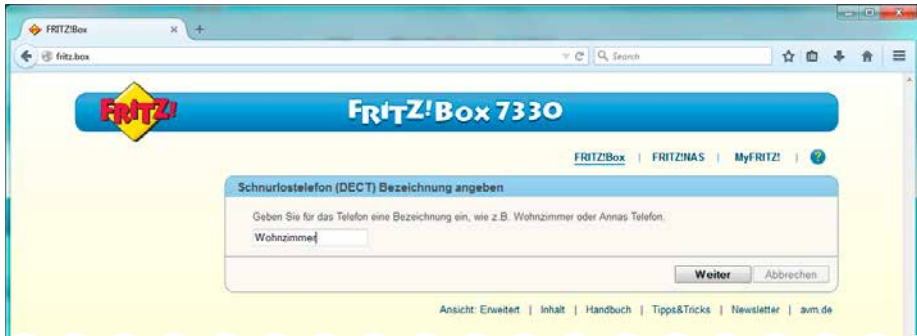 FRITZ!Box
fritz.box
Search
FRITZ!
FRITZ!Box 7330
FRITZ!Box | FRITZ!NAS | MyFRITZ! | ?
Schnurlostelefon (DECT) Bezeichnung angeben
Geben Sie für das Telefon eine Bezeichnung ein, wie z.B. Wohnzimmer oder Annas Telefon.
Wohnzimmer
Weiter Abbrechen
Ansicht: Erweitert | Inhalt | Handbuch | Tipps&Tricks | Newsletter | avm.de